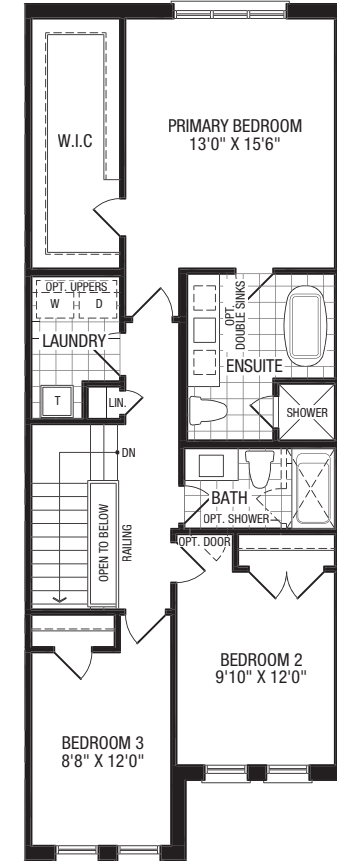 W.I.C
PRIMARY BEDROOM
13'0" X 15'6"
OPT. UPPERS
W D
LAUNDRY
T
LIN.
OPT.
DOUBLE SINKS
ENSUITE
SHOWER
DN
OPEN TO BELOW
RAILING
BATH
OPT. SHOWER
OPT. DOOR
BEDROOM 2
9'10" X 12'0"
BEDROOM 3
8'8" X 12'0"